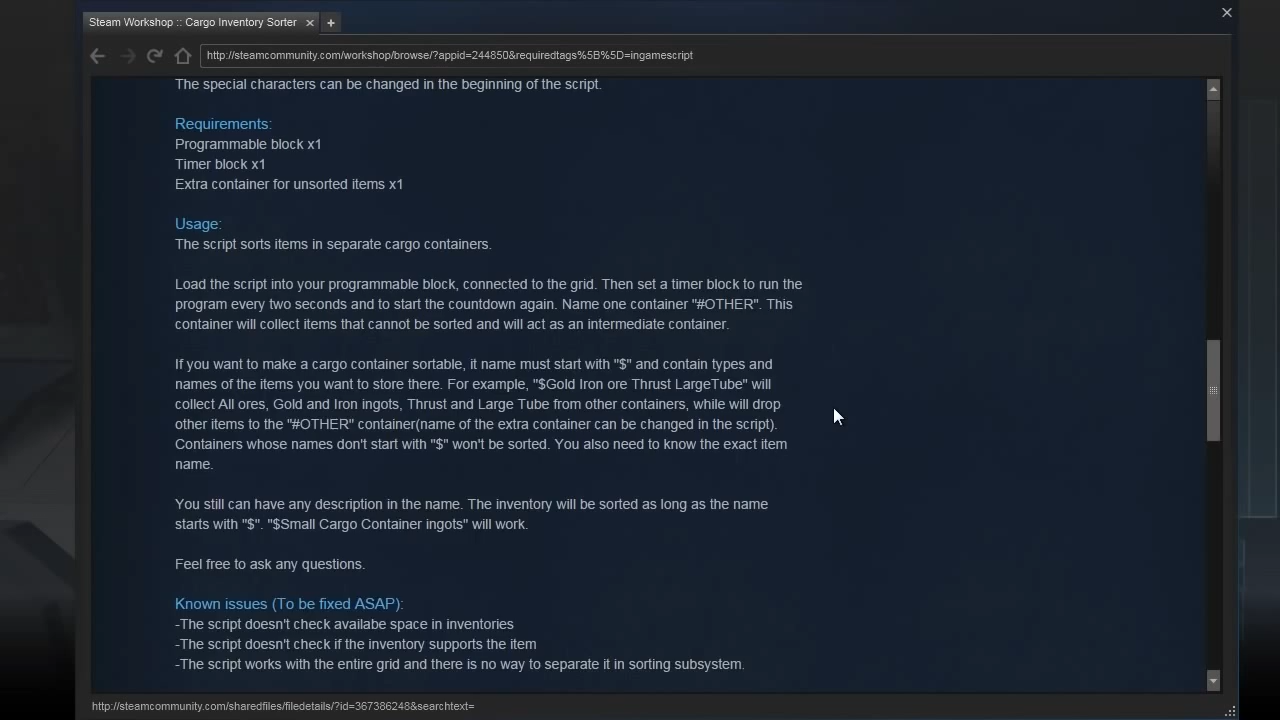 Steam Workshop :: Cargo Inventory Sorter
http://steamcommunity.com/workshop/browse/?appid=244850&requiredtags%5B%5D=ingamescript
The special characters can be changed in the beginning of the script.
Requirements:
Programmable block x1
Timer block x1
Extra container for unsorted items x1
Usage:
The script sorts items in separate cargo containers.
Load the script into your programmable block, connected to the grid. Then set a timer block to run the
program every two seconds and to start the countdown again. Name one container "#OTHER". This
container will collect items that cannot be sorted and will act as an intermediate container.
If you want to make a cargo container sortable, it name must start with "$" and contain types and
names of the items you want to store there. For example, "$Gold Iron ore Thrust LargeTube" will
collect All ores, Gold and Iron ingots, Thrust and Large Tube from other containers, while will drop
other items to the "#OTHER" container(name of the extra container can be changed in the script).
Containers whose names don't start with "$" won't be sorted. You also need to know the exact item
name.
You still can have any description in the name. The inventory will be sorted as long as the name
starts with "$". "$Small Cargo Container ingots" will work.
Feel free to ask any questions.
Known issues (To be fixed ASAP):
-The script doesn't check availabe space in inventories
-The script doesn't check if the inventory supports the item
-The script works with the entire grid and there is no way to separate it in sorting subsystem.
http://steamcommunity.com/sharedfiles/filedetails/?id=367386248&searchtext=